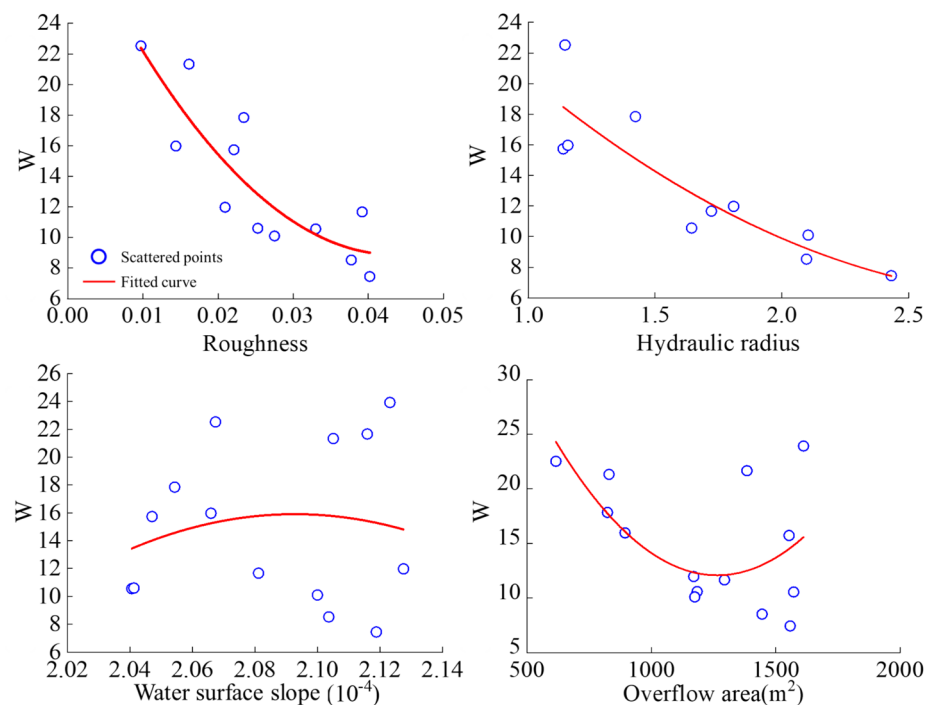 24
22
20
18
16
14
12
10
8
6
W
0.00 0.01 0.02 0.03 0.04 0.05
Roughness
Scattered points
Fitted curve
24
22
20
18
16
14
12
10
8
6
W
1.0 1.5 2.0 2.5
Hydraulic radius
26
24
22
20
18
16
14
12
10
8
6
W
2.02 2.04 2.06 2.08 2.10 2.12 2.14
Water surface slope (10⁻⁴)
30
25
20
15
10
5
W
500 1000 1500 2000
Overflow area(m²)